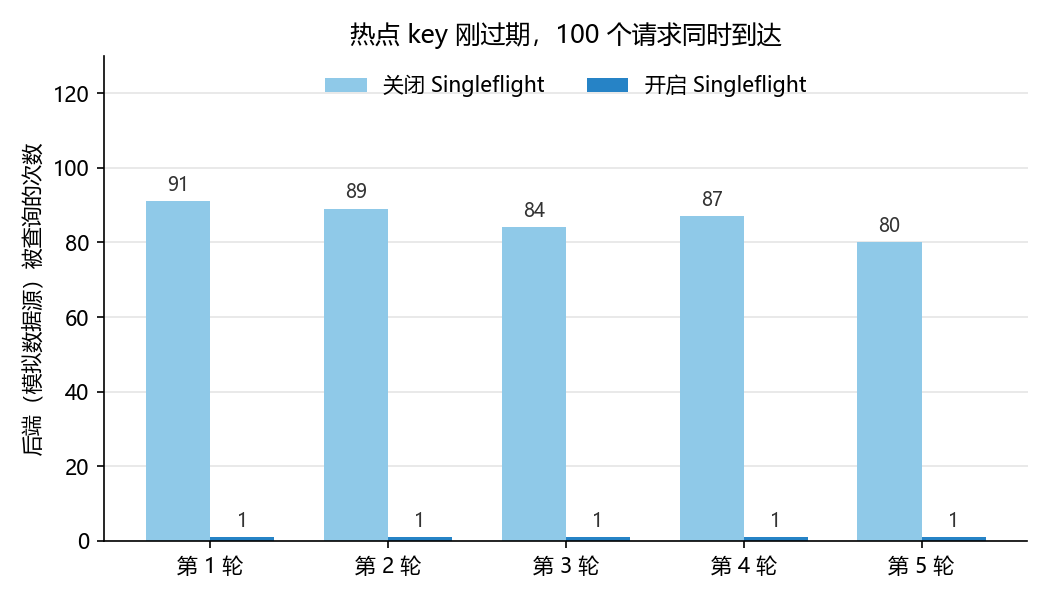 热点 key 刚过期，100 个请求同时到达
关闭 Singleflight
开启 Singleflight
后端（模拟数据源）被查询的次数
120
100
80
60
40
20
0
91
1
89
1
84
1
87
1
80
1
第 1 轮
第 2 轮
第 3 轮
第 4 轮
第 5 轮